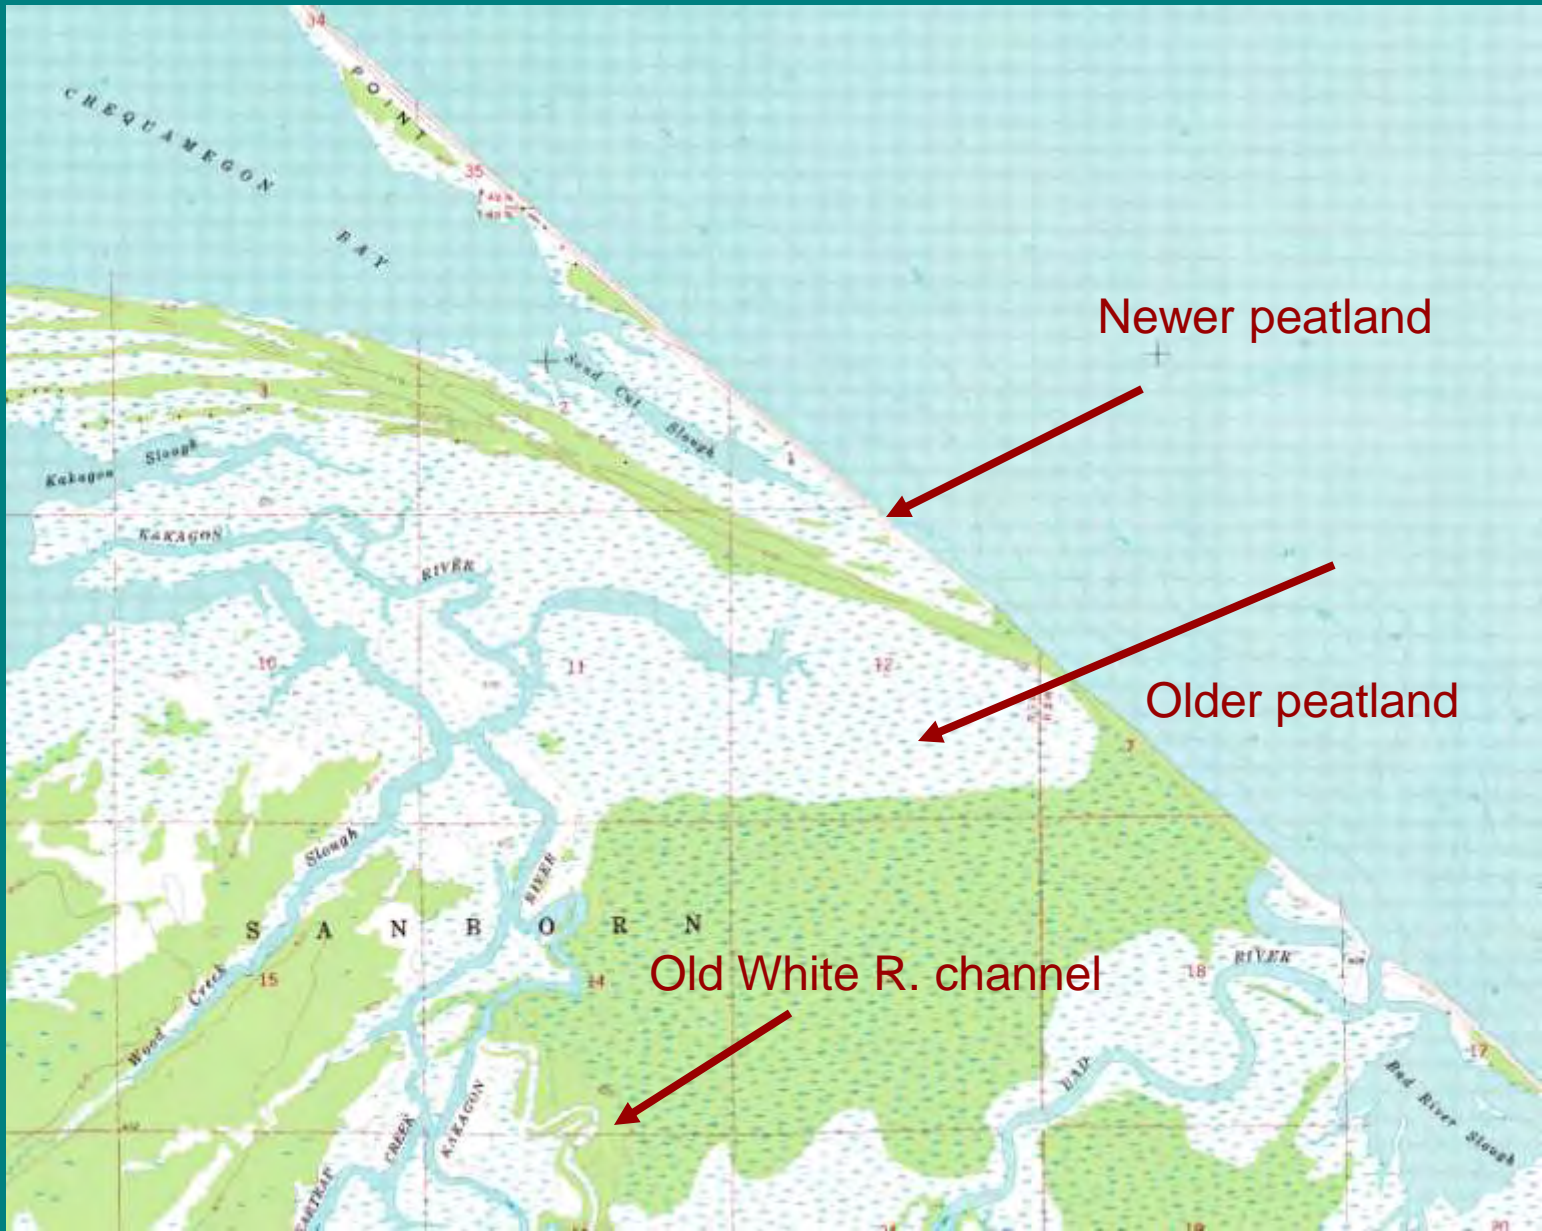 34
POINT
CHEQUAMEGON
BAY
35
Newer peatland
Sand Cut Slough
2
Kakagon Slough
KAKAGON
RIVER
10
11
12
Older peatland
7
Slough
RIVER
SANBORN
Old White R. channel
15
14
18
RIVER
Wood Creek
BAD
17
Bad River Slough
CREEK
KAKAGON
20